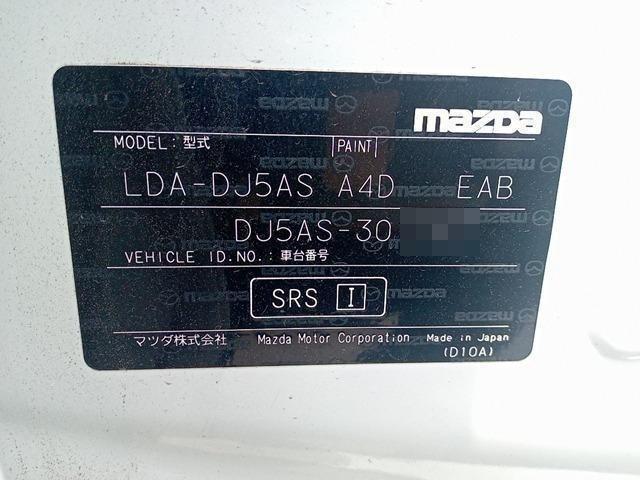 mazda
MODEL:型式 PAINT
LDA-DJ5AS A4D EAB
DJ5AS-30
VEHICLE ID.NO.:車台番号
SRS I
マツダ株式会社 Mazda Motor Corporation Made in Japan
(D10A)